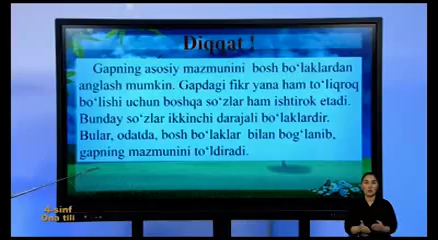 Diqqat !
Gapning asosiy mazmunini bosh bo‘laklardan
anglash mumkin. Gapdagi fikr yana ham to‘liqroq
bo‘lishi uchun boshqa so‘zlar ham ishtirok etadi.
Bunday so‘zlar ikkinchi darajali bo‘laklardir.
Bular, odatda, bosh bo‘laklar bilan bog‘lanib,
gapning mazmunini to‘ldiradi.
4-sinf
Ona tili